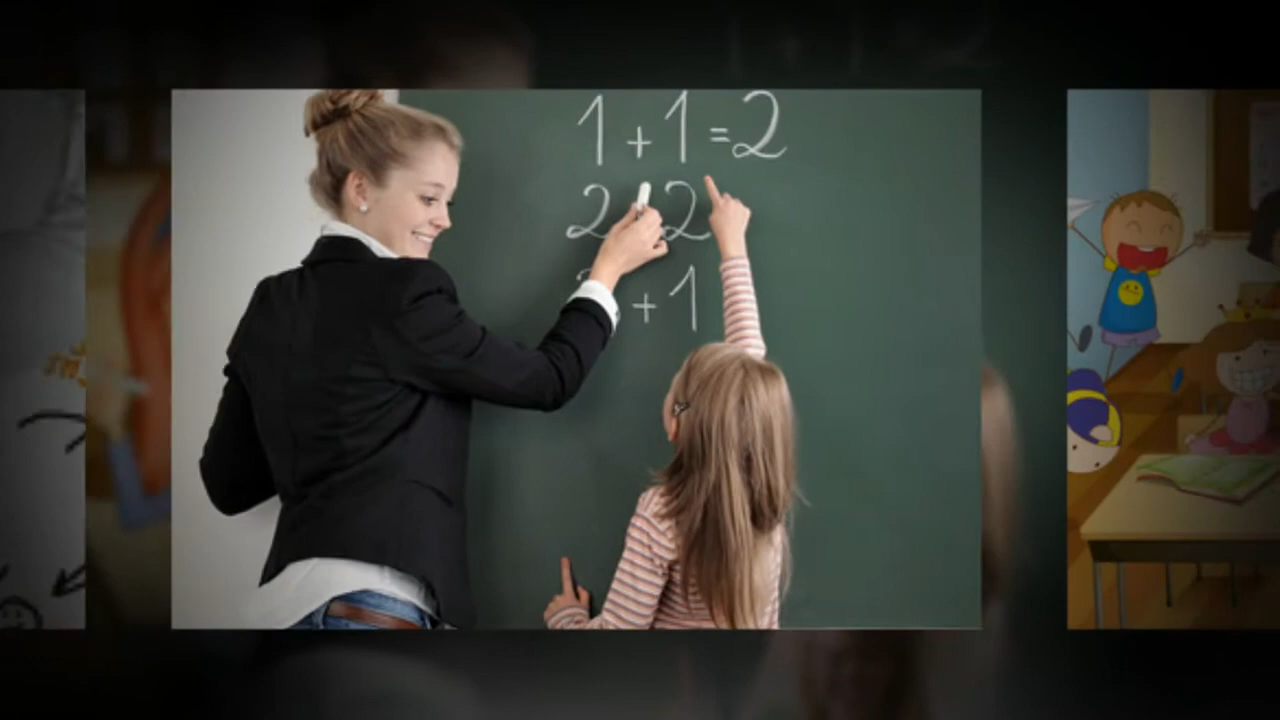 1 + 1 = 2
2 2
+ 1